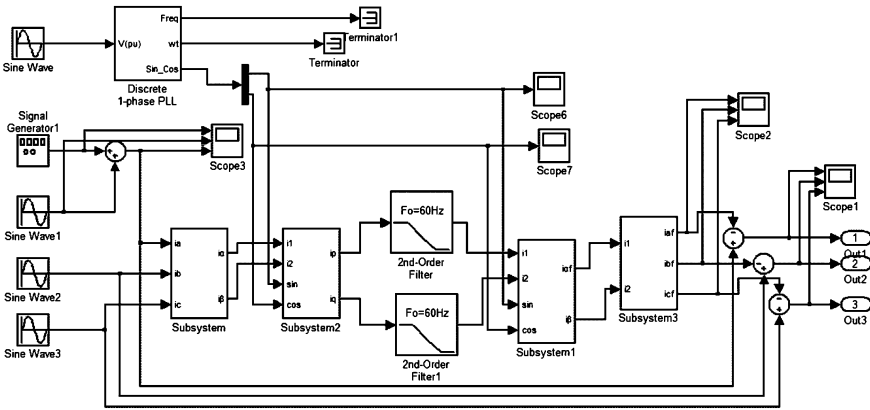 Freq
V(pu)
wt
Sin_Cos
Sine Wave
Discrete
1-phase PLL
Terminator1
Terminator
Scope6
Scope7
Scope2
Scope1
Signal
Generator1
Scope3
Sine Wave1
Sine Wave2
Sine Wave3
ia
ib
ic
iα
iβ
Subsystem
i1
i2
sin
cos
ip
iq
Subsystem2
Fo=60Hz
2nd-Order
Filter
Fo=60Hz
2nd-Order
Filter1
i1
i2
sin
cos
iαf
iβ
Subsystem1
i1
i2
iaf
ibf
icf
Subsystem3
1
Out1
2
Out2
3
Out3